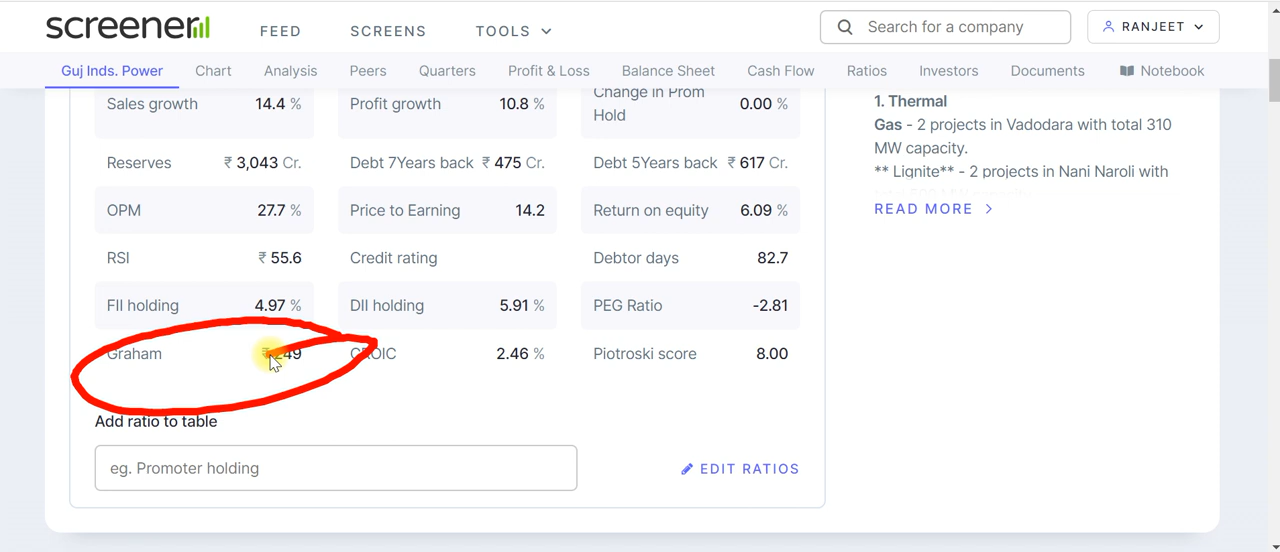 screener FEED SCREENS TOOLS Search for a company RANJEET
Guj Inds. Power Chart Analysis Peers Quarters Profit & Loss Balance Sheet Cash Flow Ratios Investors Documents Notebook
Sales growth 14.4 % Profit growth 10.8 % Change in Prom Hold 0.00 %
Reserves ₹ 3,043 Cr. Debt 7Years back ₹ 475 Cr. Debt 5Years back ₹ 617 Cr.
OPM 27.7 % Price to Earning 14.2 Return on equity 6.09 %
RSI ₹ 55.6 Credit rating Debtor days 82.7
FII holding 4.97 % DII holding 5.91 % PEG Ratio -2.81
Graham ₹ 249 CROIC 2.46 % Piotroski score 8.00
Add ratio to table
eg. Promoter holding EDIT RATIOS
1. Thermal
Gas - 2 projects in Vadodara with total 310
MW capacity.
** Lignite** - 2 projects in Nani Naroli with
READ MORE